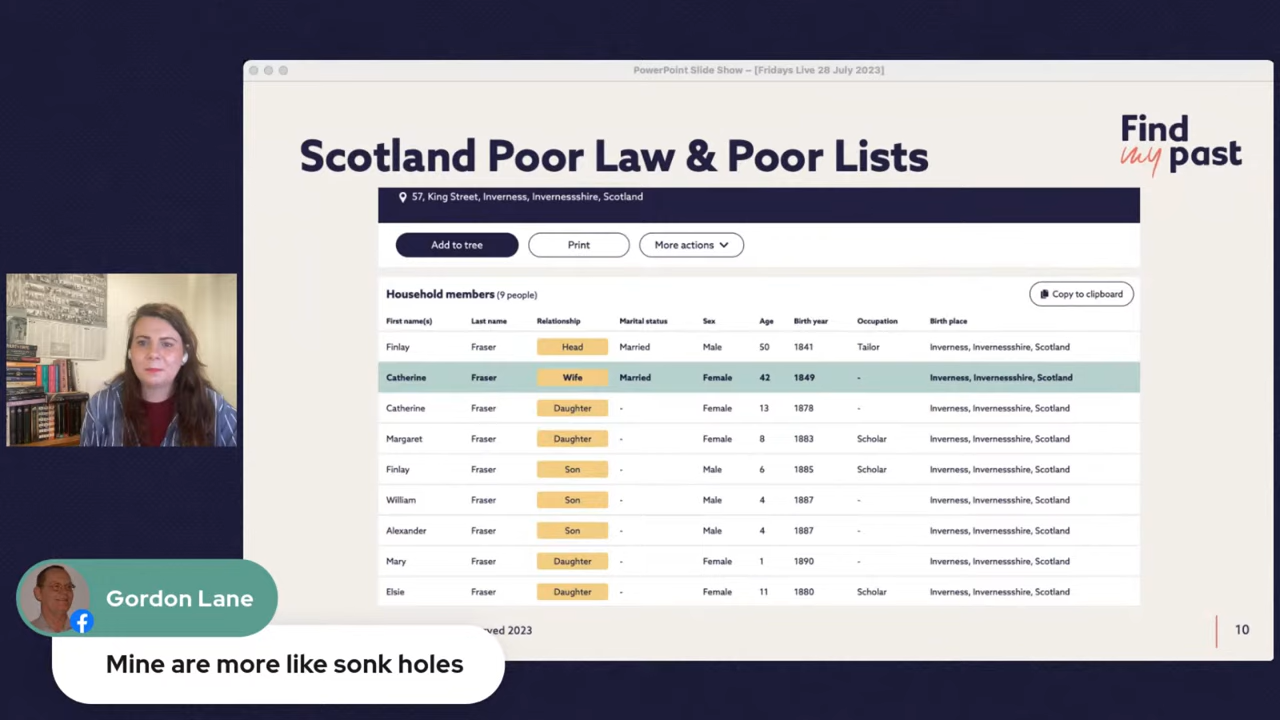 PowerPoint Slide Show – [Fridays Live 28 July 2023]
Scotland Poor Law & Poor Lists
Find
my past
57, King Street, Inverness, Invernessshire, Scotland
Add to tree Print More actions
Household members (9 people) Copy to clipboard
First name(s) Last name Relationship Marital status Sex Age Birth year Occupation Birth place
Finlay Fraser Head Married Male 50 1841 Tailor Inverness, Invernessshire, Scotland
Catherine Fraser Wife Married Female 42 1849 - Inverness, Invernessshire, Scotland
Catherine Fraser Daughter - Female 13 1878 - Inverness, Invernessshire, Scotland
Margaret Fraser Daughter - Female 8 1883 Scholar Inverness, Invernessshire, Scotland
Finlay Fraser Son - Male 6 1885 Scholar Inverness, Invernessshire, Scotland
William Fraser Son - Male 4 1887 - Inverness, Invernessshire, Scotland
Alexander Fraser Son - Male 4 1887 - Inverness, Invernessshire, Scotland
Mary Fraser Daughter - Female 1 1890 - Inverness, Invernessshire, Scotland
Elsie Fraser Daughter - Female 11 1880 Scholar Inverness, Invernessshire, Scotland
2023
10
Gordon Lane
Mine are more like sonk holes